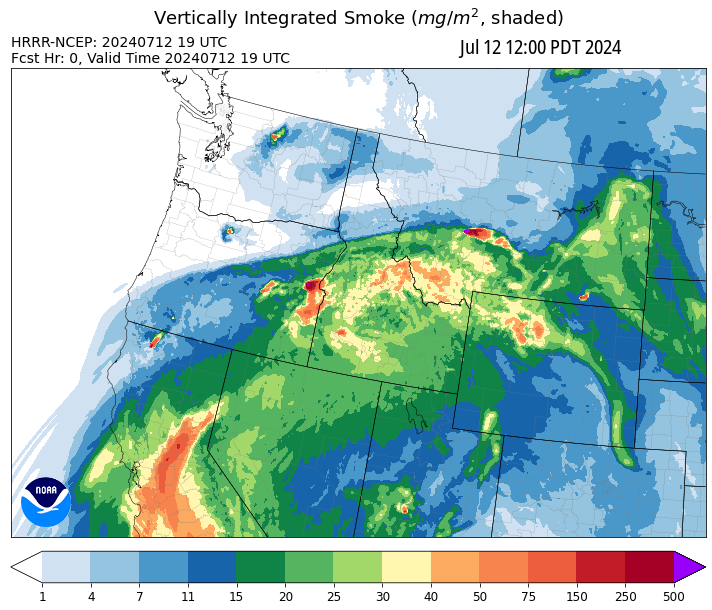 Vertically Integrated Smoke (mg/m², shaded)
HRRR-NCEP: 20240712 19 UTC
Jul 12 12:00 PDT 2024
Fcst Hr: 0, Valid Time 20240712 19 UTC
NOAA
1 4 7 11 15 20 25 30 40 50 75 150 250 500